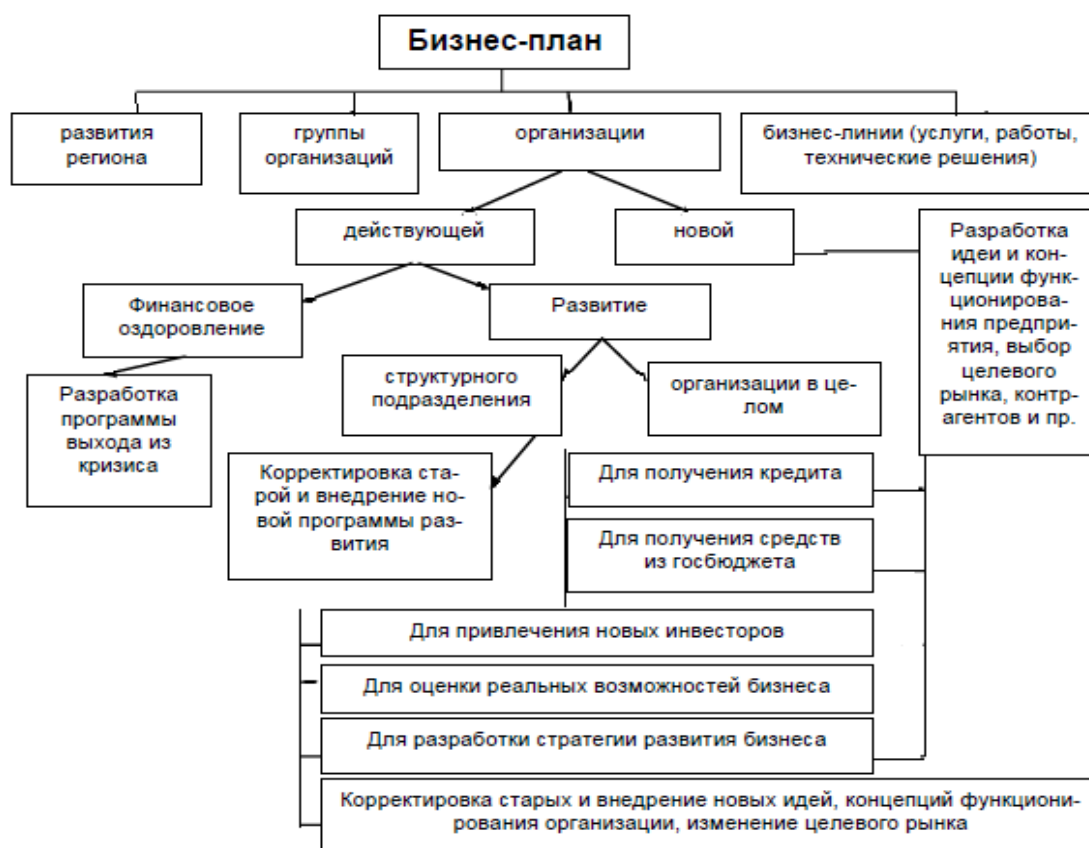 Бизнес-план
развития
региона
группы
организаций
организации
бизнес-линии (услуги, работы,
технические решения)
действующей
новой
Разработка
идеи и кон-
цепции функ-
ционирова-
ния предпри-
ятия, выбор
целевого
рынка, контр-
агентов и пр.
Финансовое
оздоровление
Развитие
Разработка
программы
выхода из
кризиса
структурного
подразделения
организации в це-
лом
Корректировка ста-
рой и внедрение но-
вой программы раз-
вития
Для получения кредита
Для получения средств
из госбюджета
Для привлечения новых инвесторов
Для оценки реальных возможностей бизнеса
Для разработки стратегии развития бизнеса
Корректировка старых и внедрение новых идей, концепций функциони-
рования организации, изменение целевого рынка